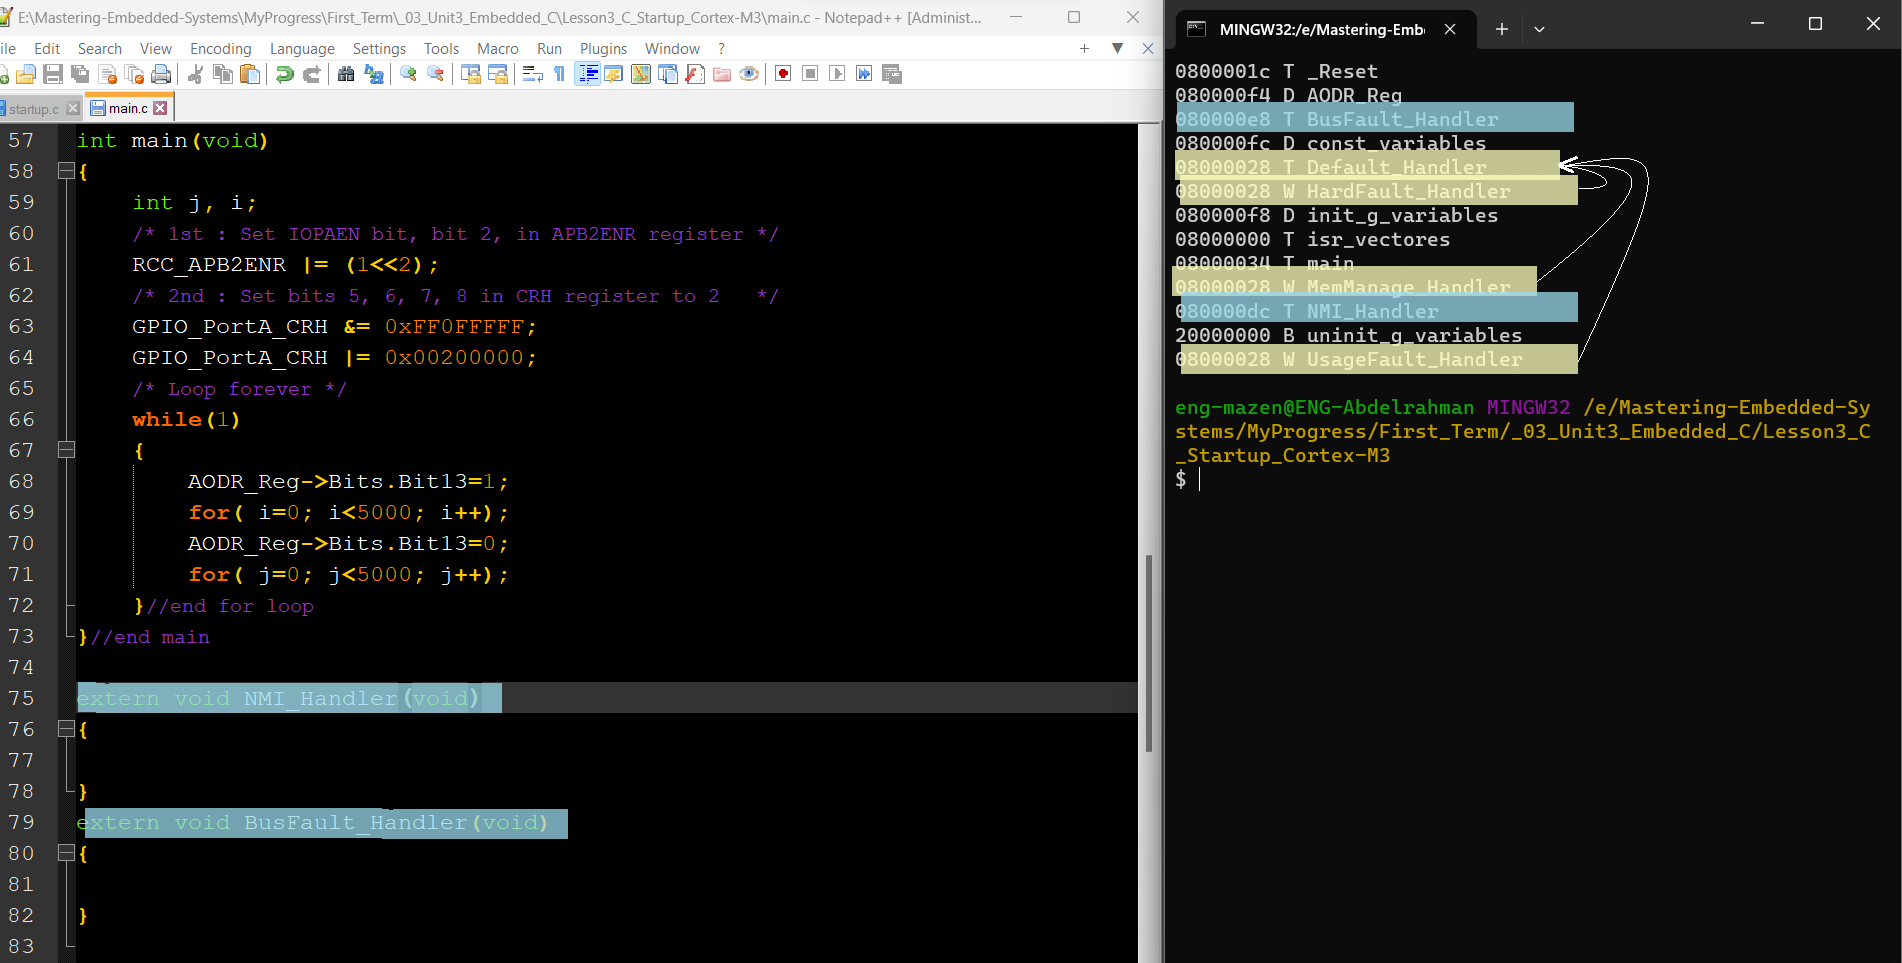 E:\Mastering-Embedded-Systems\MyProgress\First_Term\_03_Unit3_Embedded_C\Lesson3_C_Startup_Cortex-M3\main.c - Notepad++ [Administ...
ile Edit Search View Encoding Language Settings Tools Macro Run Plugins Window ?
startup.c main.c
57 int main(void)
58 {
59 int j, i;
60 /* 1st : Set IOPAEN bit, bit 2, in APB2ENR register */
61 RCC_APB2ENR |= (1<<2);
62 /* 2nd : Set bits 5, 6, 7, 8 in CRH register to 2 */
63 GPIO_PortA_CRH &= 0xFF0FFFFF;
64 GPIO_PortA_CRH |= 0x00200000;
65 /* Loop forever */
66 while(1)
67 {
68 AODR_Reg->Bits.Bit13=1;
69 for( i=0; i<5000; i++);
70 AODR_Reg->Bits.Bit13=0;
71 for( j=0; j<5000; j++);
72 }//end for loop
73 }//end main
74
75 extern void NMI_Handler(void)
76 {
77
78 }
79 extern void BusFault_Handler(void)
80 {
81
82 }
83
MINGW32:/e/Mastering-Emb
0800001c T _Reset
080000f4 D AODR_Reg
080000e8 T BusFault_Handler
080000fc D const_variables
08000028 T Default_Handler
08000028 W HardFault_Handler
080000f8 D init_g_variables
08000000 T isr_vectores
08000034 T main
08000028 W MemManage_Handler
080000dc T NMI_Handler
20000000 B uninit_g_variables
08000028 W UsageFault_Handler
eng-mazen@ENG-Abdelrahman MINGW32 /e/Mastering-Embedded-Sy
stems/MyProgress/First_Term/_03_Unit3_Embedded_C/Lesson3_C
_Startup_Cortex-M3
$